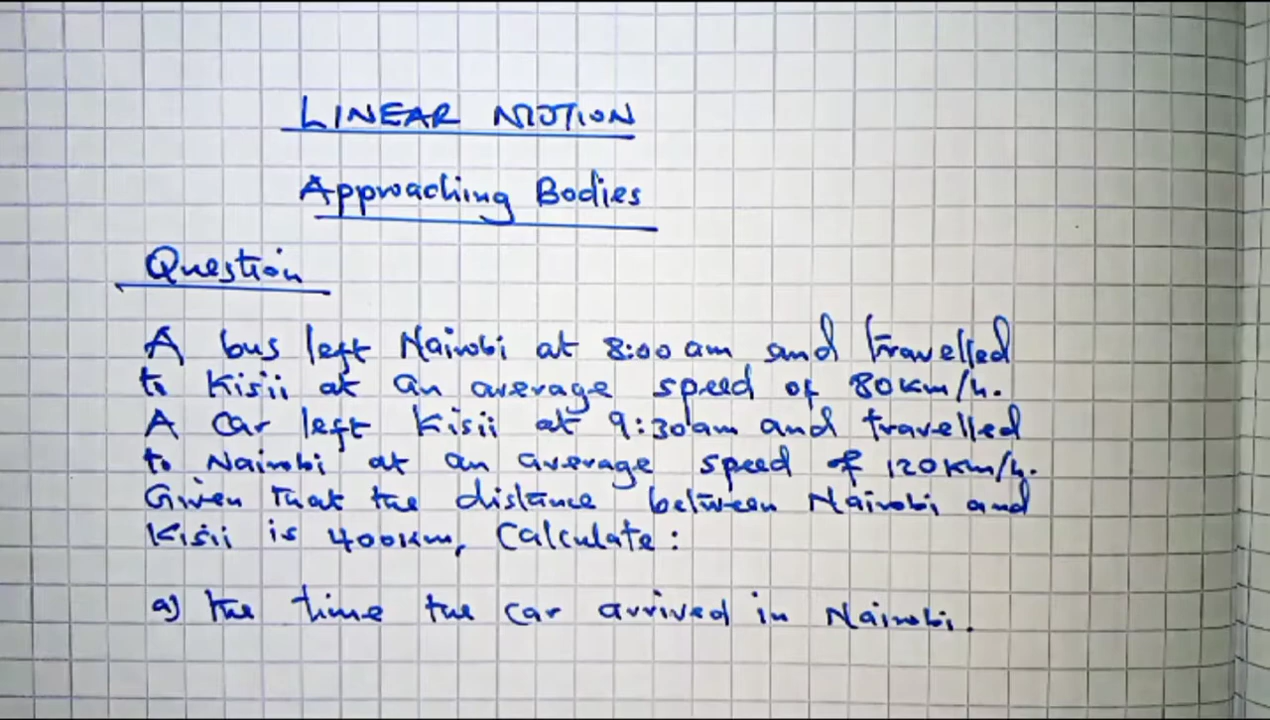 LINEAR MOTION
Approaching Bodies
Question
A bus left Nairobi at 8:00 am and travelled
to Kisii at an average speed of 80km/h.
A Car left Kisii at 9:30am and travelled
to Nairobi at an average speed of 120km/h.
Given that the distance between Nairobi and
Kisii is 400km, Calculate:
a) the time the car arrived in Nairobi.